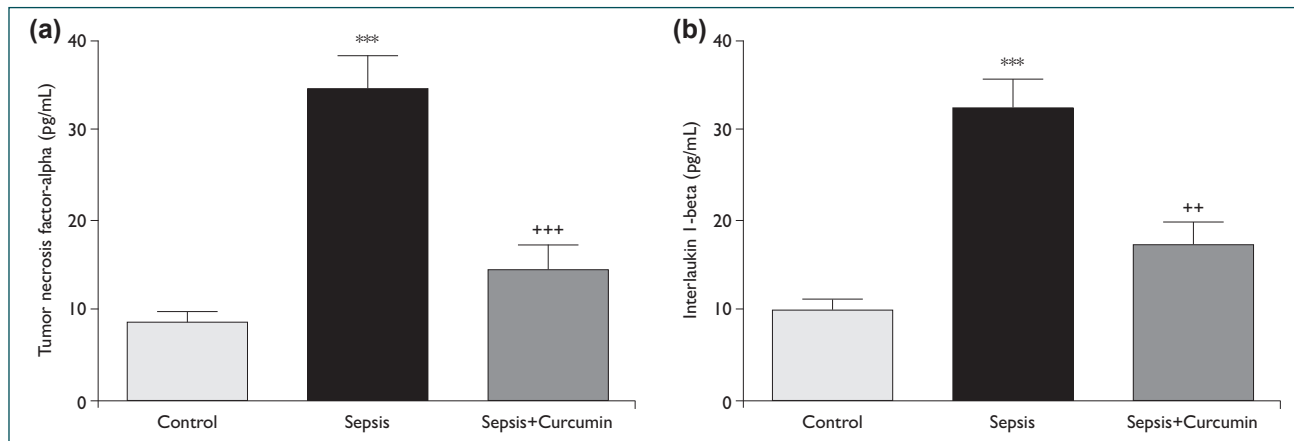 (a)
Tumor necrosis factor-alpha (pg/mL)
40
30
20
10
0
***
+++
Control
Sepsis
Sepsis+Curcumin
(b)
Interlaukin 1-beta (pg/mL)
40
30
20
10
0
***
++
Control
Sepsis
Sepsis+Curcumin